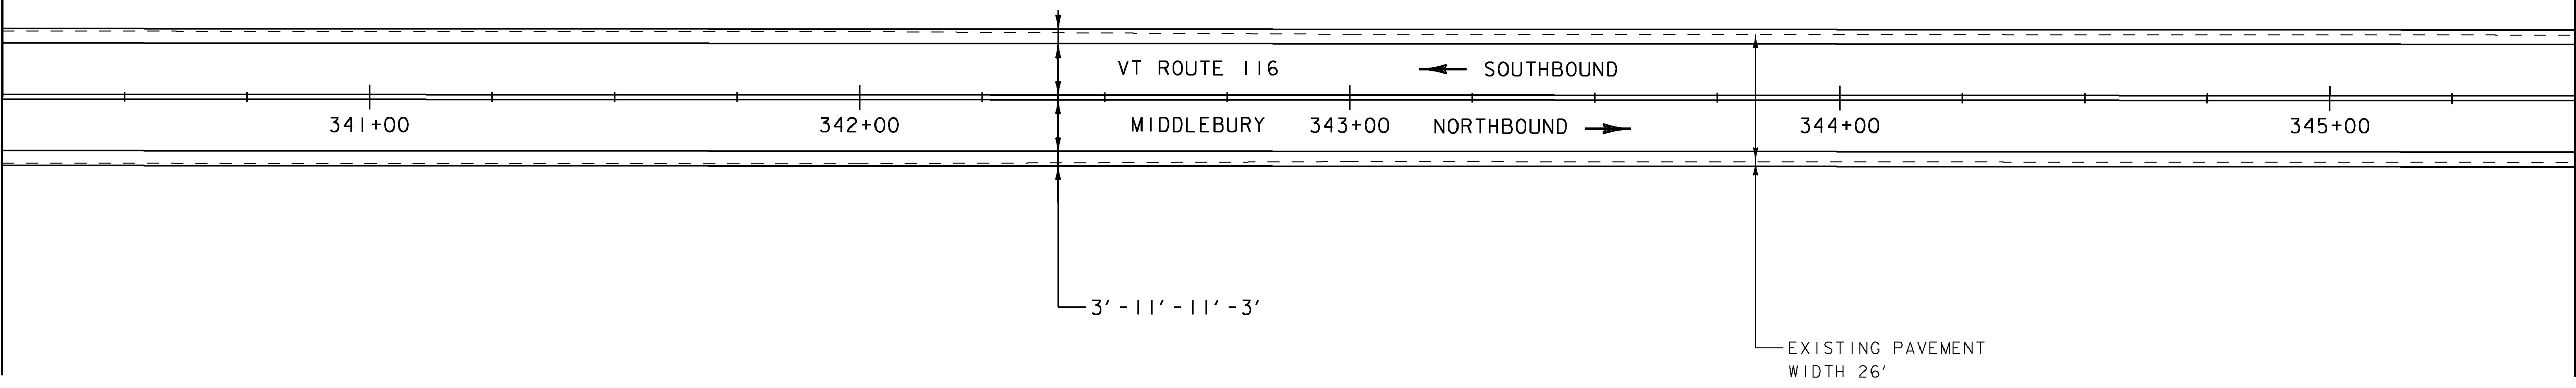 VT ROUTE 116
SOUTHBOUND
341+00
342+00
MIDDLEBURY
343+00
NORTHBOUND
344+00
345+00
3'-11'-11'-3'
EXISTING PAVEMENT
WIDTH 26'